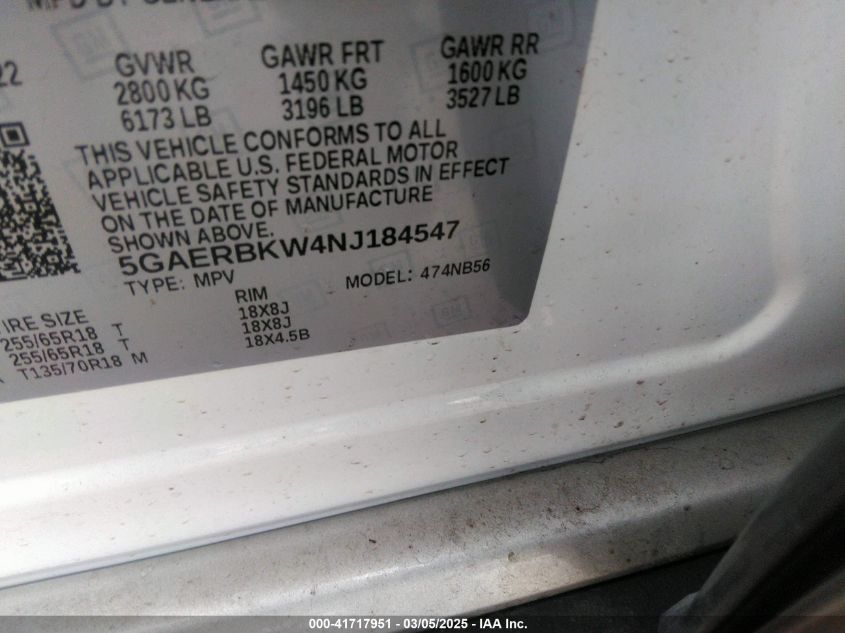 22
GVWR GAWR FRT GAWR RR
2800 KG 1450 KG 1600 KG
6173 LB 3196 LB 3527 LB
THIS VEHICLE CONFORMS TO ALL
APPLICABLE U.S. FEDERAL MOTOR
VEHICLE SAFETY STANDARDS IN EFFECT
ON THE DATE OF MANUFACTURE
SHOWN ABOVE.
5GAERBKW4NJ184547
TYPE: MPV MODEL: 474NB56
SIZE RIM
255/65R18 T 18X8J
255/65R18 T 18X8J
T135/70R18 M 18X4.5B
000-41717951 - 03/05/2025 - IAA Inc.